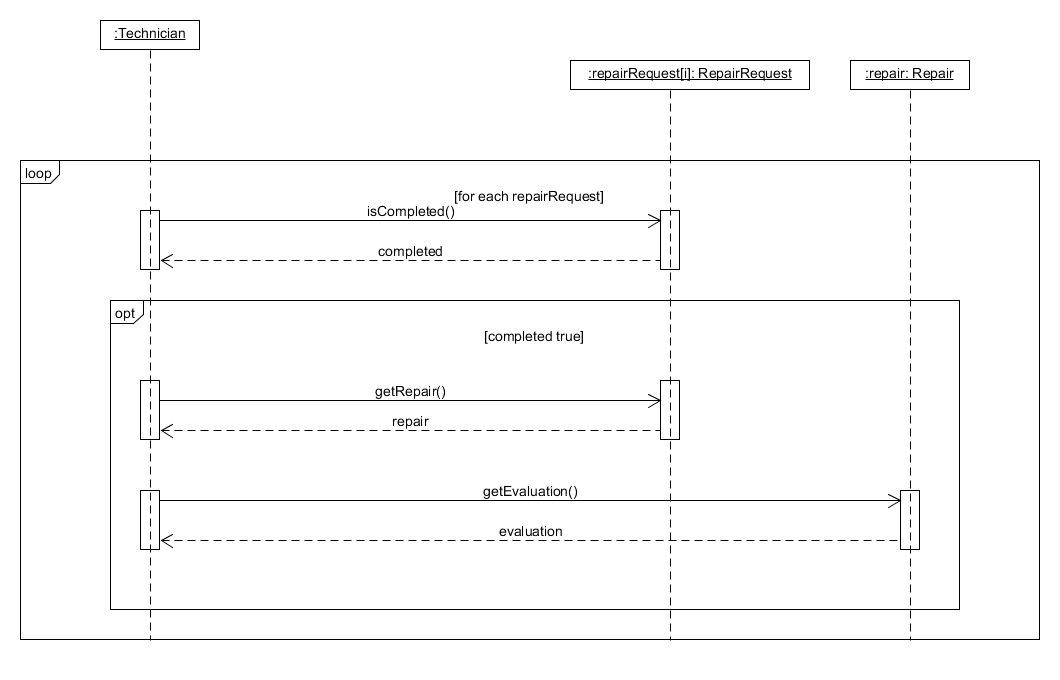 :Technician
:repairRequest[i]: RepairRequest
:repair: Repair
loop
[for each repairRequest]
isCompleted()
completed
opt
[completed true]
getRepair()
repair
getEvaluation()
evaluation